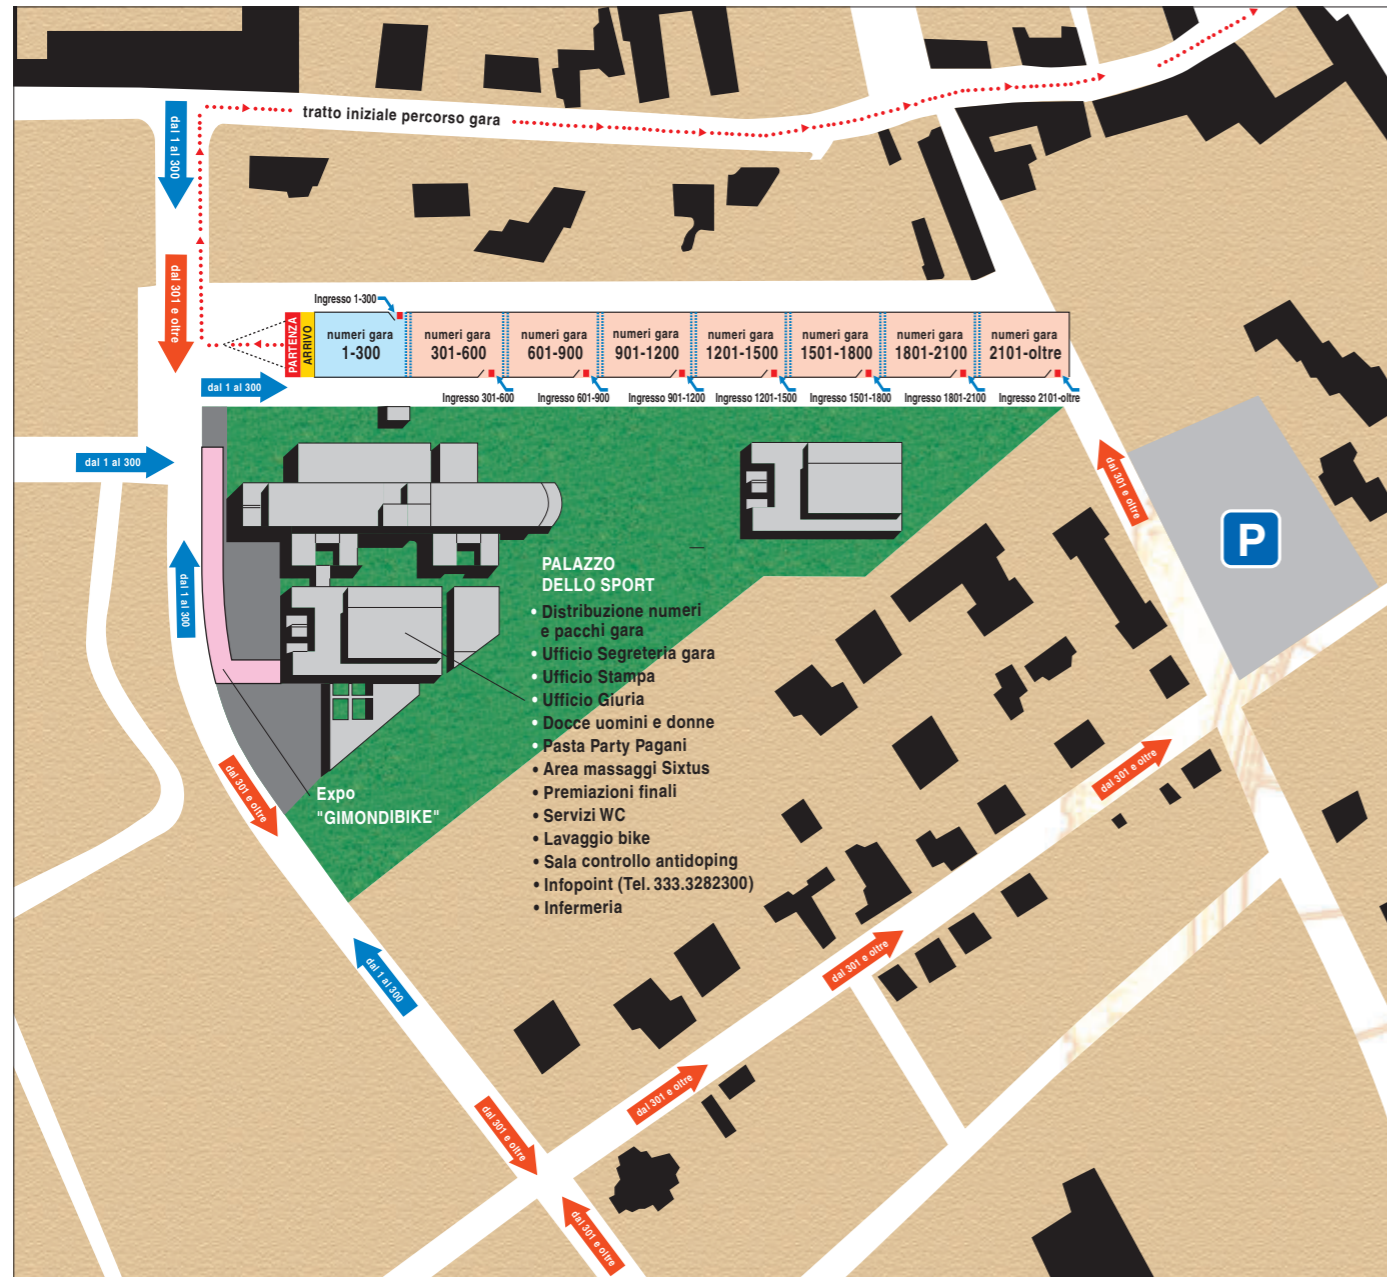 tratto iniziale percorso gara
dal 1 al 300
dal 301 e oltre
Ingresso 1-300
PARTENZA
ARRIVO
numeri gara
1-300
numeri gara
301-600
numeri gara
601-900
numeri gara
901-1200
numeri gara
1201-1500
numeri gara
1501-1800
numeri gara
1801-2100
numeri gara
2101-oltre
dal 1 al 300
Ingresso 301-600
Ingresso 601-900
Ingresso 901-1200
Ingresso 1201-1500
Ingresso 1501-1800
Ingresso 1801-2100
Ingresso 2101-oltre
dal 1 al 300
dal 301 e oltre
P
dal 1 al 300
PALAZZO
DELLO SPORT
• Distribuzione numeri
e pacchi gara
• Ufficio Segreteria gara
• Ufficio Stampa
• Ufficio Giuria
• Docce uomini e donne
• Pasta Party Pagani
• Area massaggi Sixtus
• Premiazioni finali
• Servizi WC
• Lavaggio bike
• Sala controllo antidoping
• Infopoint (Tel. 333.3282300)
• Infermeria
Expo
"GIMONDIBIKE"
dal 301 e oltre
dal 301 e oltre
dal 301 e oltre
dal 1 al 300
dal 301 e oltre
dal 301 e oltre
dal 301 e oltre